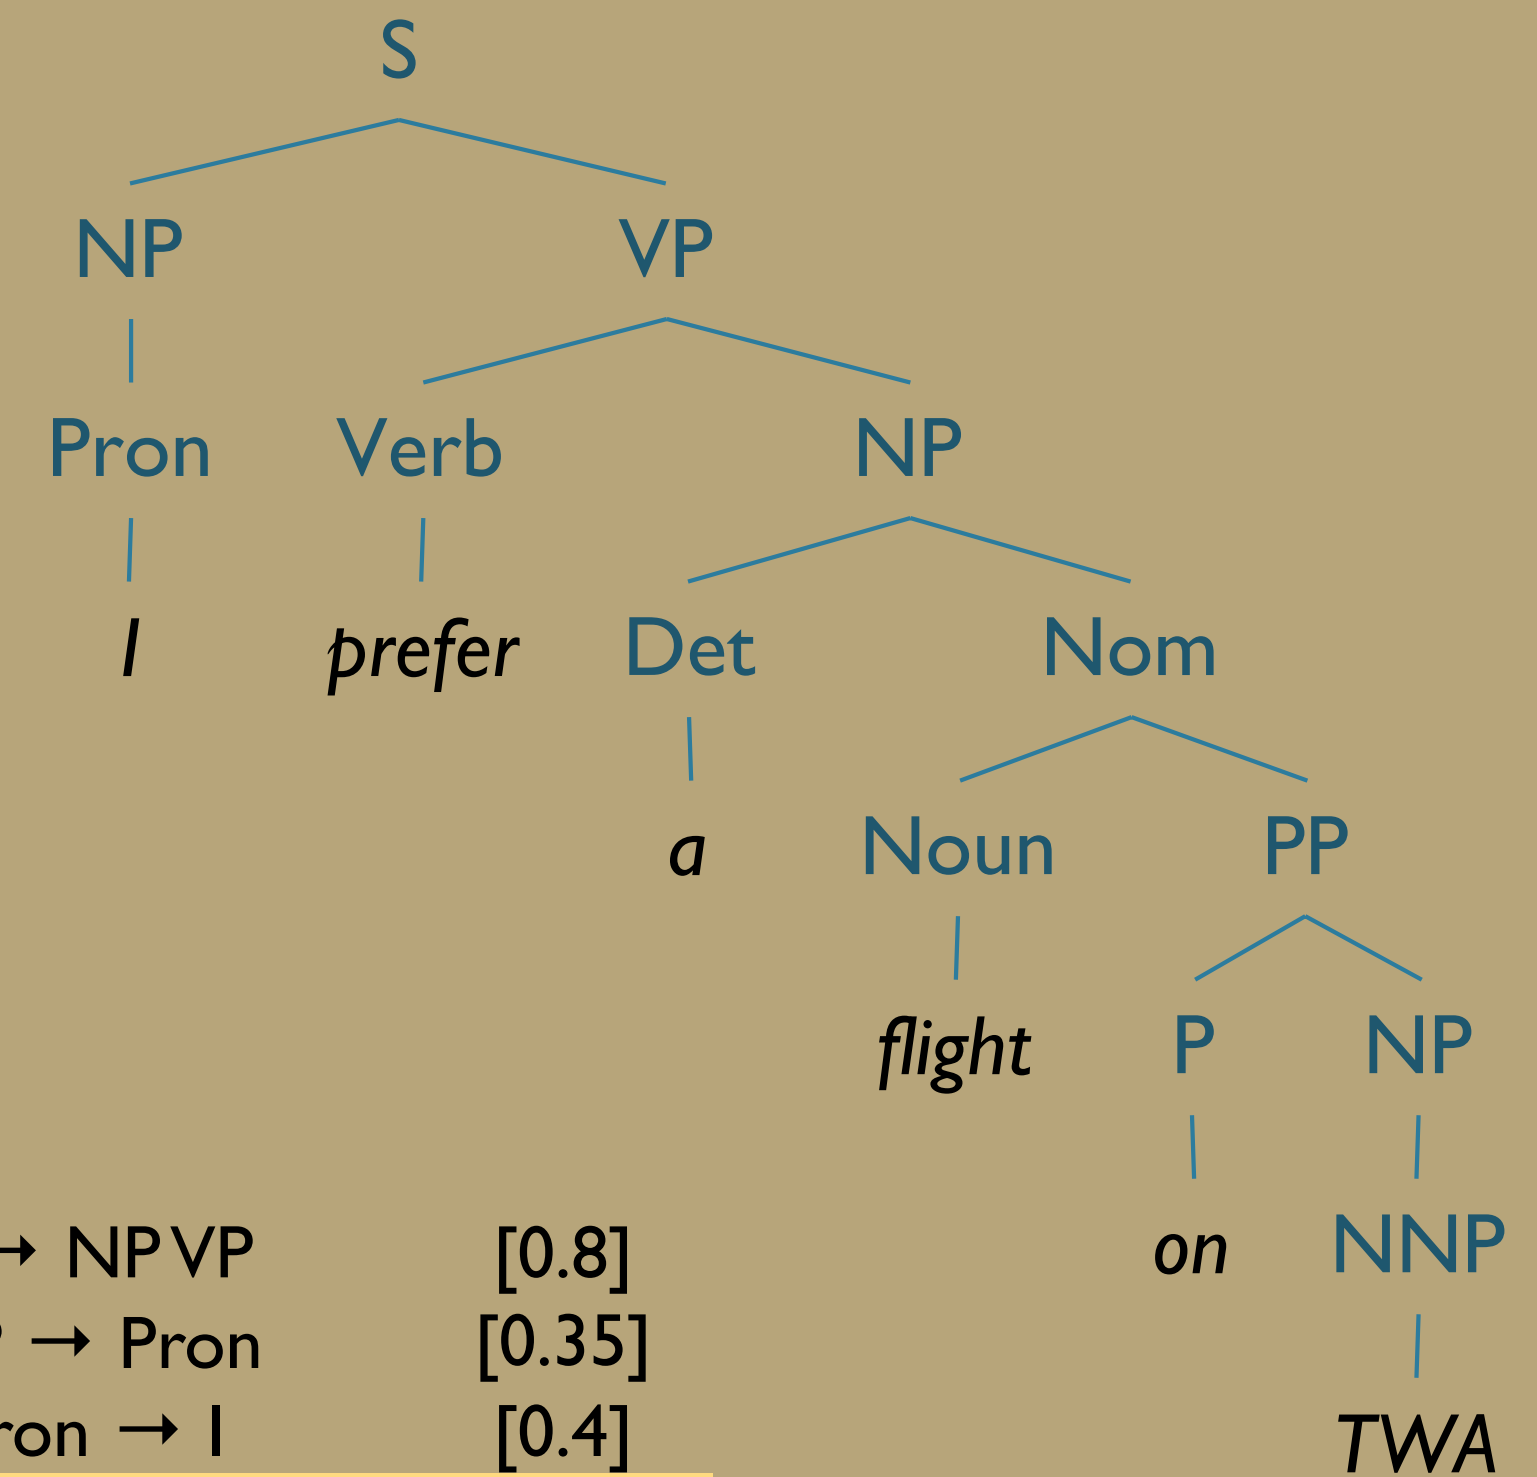 S
NP VP
Pron Verb NP
I prefer Det Nom
a Noun PP
flight P NP
on NNP
→ NP VP [0.8]
→ Pron [0.35]
ron → I [0.4]
TWA